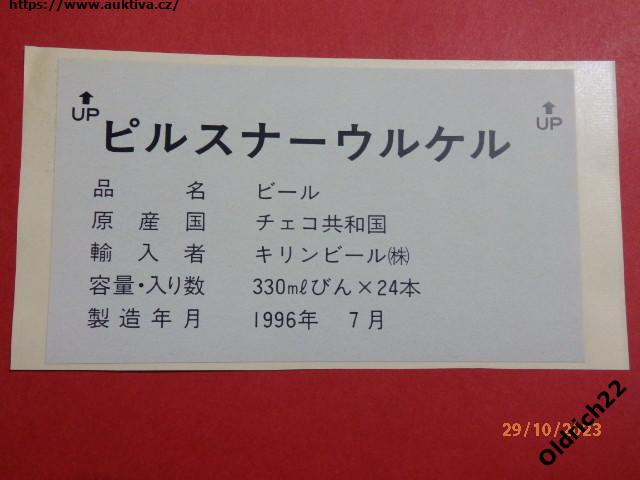 https://www.auktiva.cz/
UP
UP
ピルスナーウルケル
品名 ビール
原産国 チェコ共和国
輸入者 キリンビール㈱
容量・入り数 330mlびん×24本
製造年月 1996年 7月
29/10/2023
Oldrich22